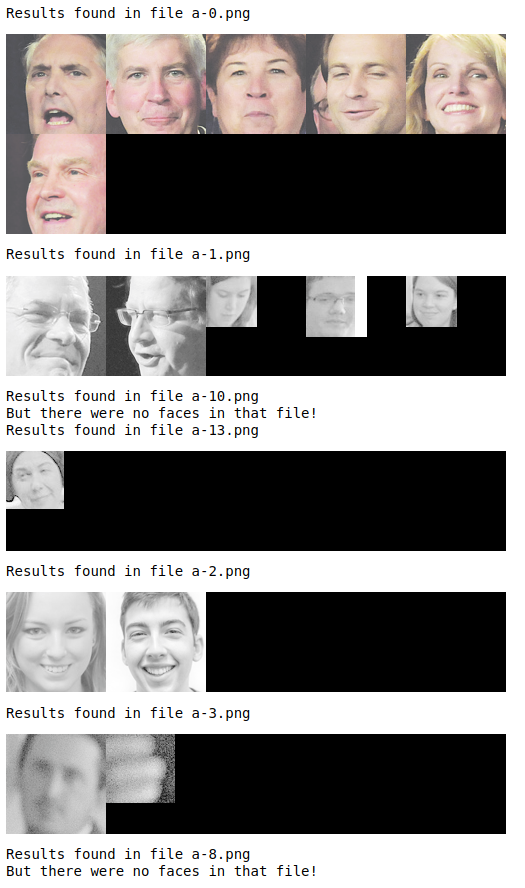 Results found in file a-0.png
Results found in file a-1.png
Results found in file a-10.png
But there were no faces in that file!
Results found in file a-13.png
Results found in file a-2.png
Results found in file a-3.png
Results found in file a-8.png
But there were no faces in that file!